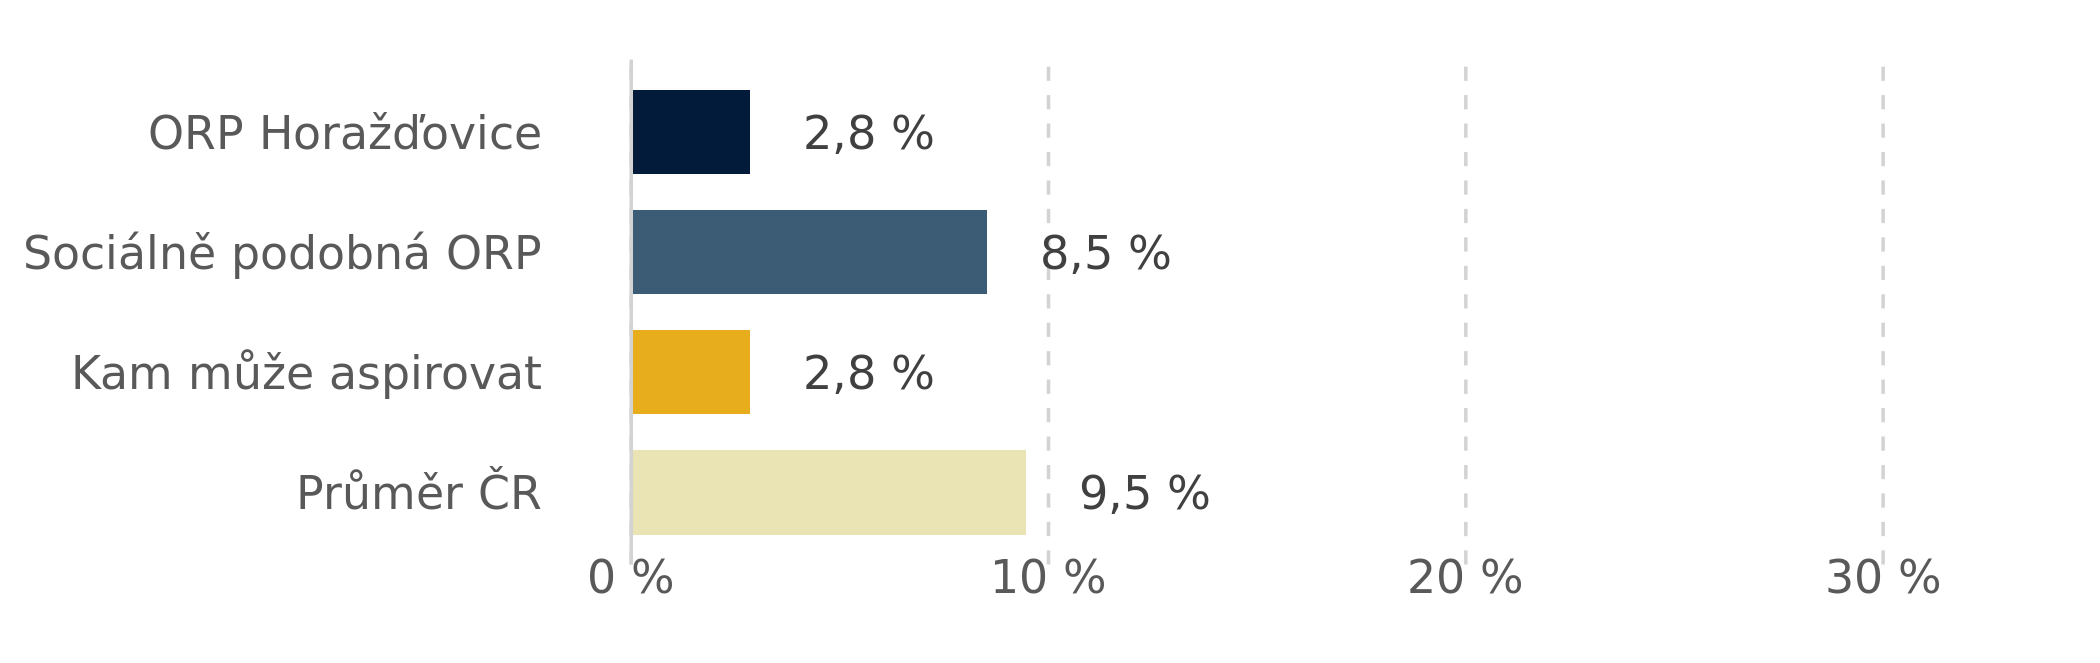 ORP Horažďovice 2,8 %
Sociálně podobná ORP 8,5 %
Kam může aspirovat 2,8 %
Průměr ČR 9,5 %
0 % 10 % 20 % 30 %